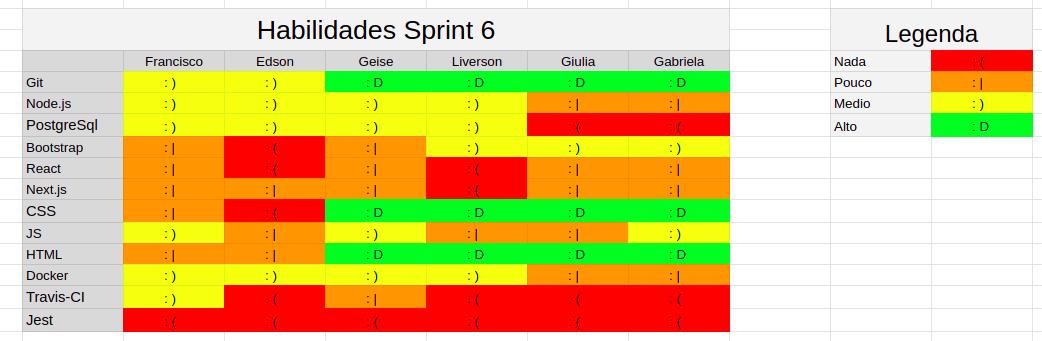 Habilidades Sprint 6 Legenda
Francisco Edson Geise Liverson Giulia Gabriela Nada : (
Git : ) : ) : D : D : D : D Pouco : |
Node.js : ) : ) : ) : ) : | : | Medio : )
PostgreSql : ) : ) : ) : ) : ( : ( Alto : D
Bootstrap : | : ( : | : ) : ) : )
React : | : ( : | : ( : | : |
Next.js : | : | : | : ( : | : |
CSS : | : ( : D : D : D : D
JS : ) : | : ) : | : | : )
HTML : | : | : D : D : D : D
Docker : ) : ) : ) : ) : | : |
Travis-CI : ) : ( : | : ( : ( : (
Jest : ( : ( : ( : ( : ( : (